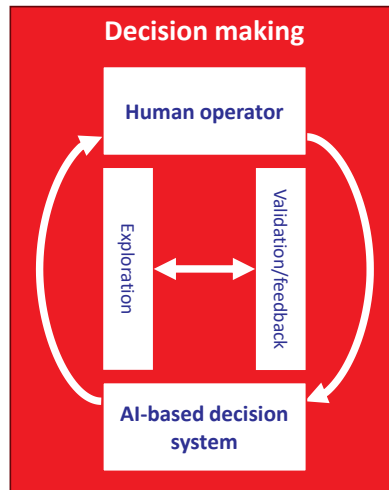 Decision making
Human operator
Exploration
Validation/feedback
AI-based decision
system